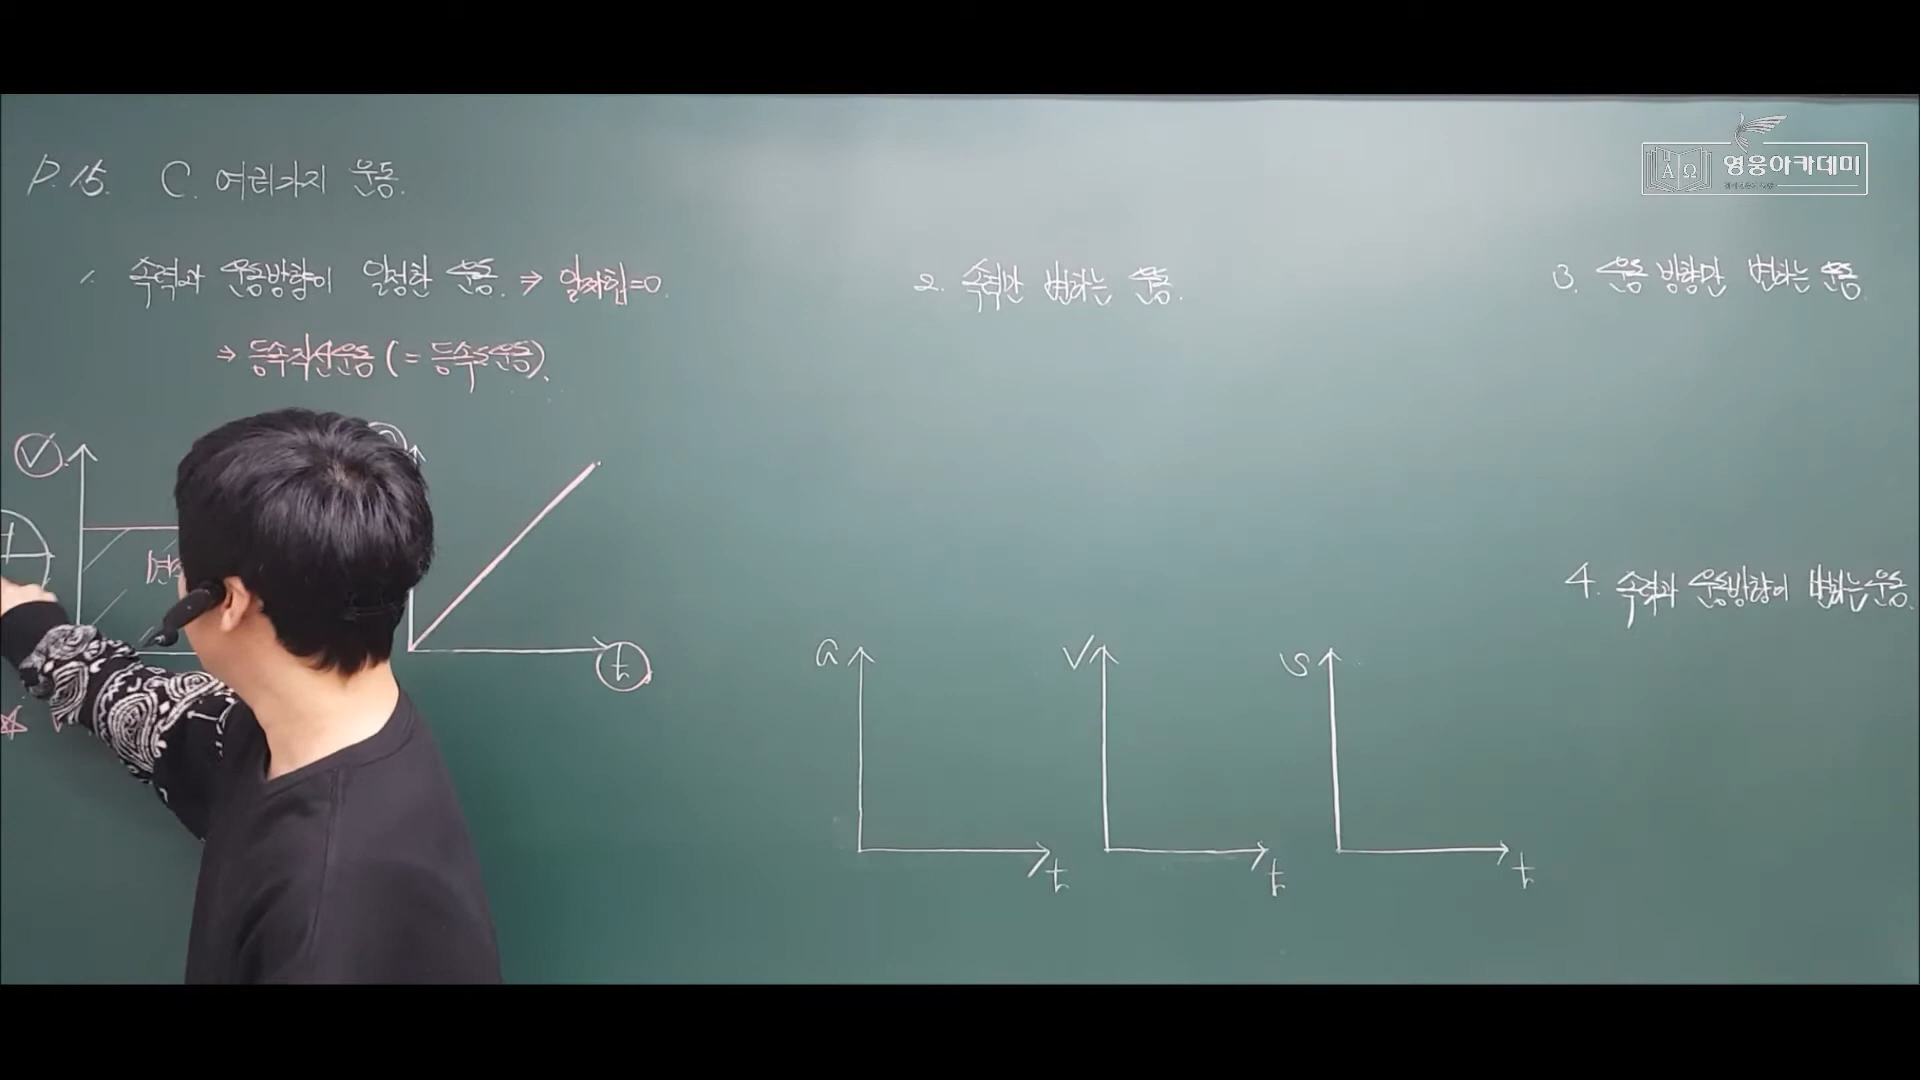 P.15. C. 여러가지 운동.
영웅아카데미
1. 속력과 운동방향이 일정한 운동. ⇒ 알짜힘=0.
⇒ 등속직선운동 (= 등속도운동).
2. 속력만 변하는 운동.
3. 운동 방향만 변하는 운동.
4. 속력과 운동방향이 변하는 운동.
V
t
a
t
V
t
S
t